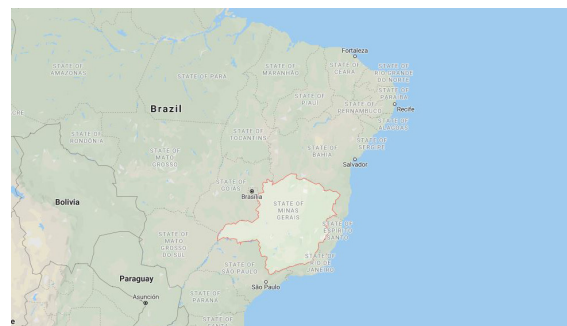 Fortaleza
STATE OF
AMAZONAS
STATE OF PARÁ
STATE OF
MARANHÃO
STATE OF
CEARÁ
STATE OF
RIO GRANDE
DO NORTE
STATE OF
PARAÍBA
STATE OF
PIAUÍ
STATE OF
PERNAMBUCO
Recife
Brazil
STATE OF
ALAGOAS
STATE OF
RONDÔNIA
STATE OF
TOCANTINS
STATE OF
SERGIPE
STATE OF
MATO
GROSSO
STATE OF
BAHIA
Salvador
STATE OF
GOIÁS
Brasília
Bolivia
STATE OF
MINAS
GERAIS
STATE OF
ESPÍRITO
SANTO
STATE OF
MATO
GROSSO
DO SUL
STATE OF
RIO DE
JANEIRO
STATE OF
SÃO PAULO
Paraguay
São Paulo
Asunción
STATE OF
PARANÁ
STATE OF